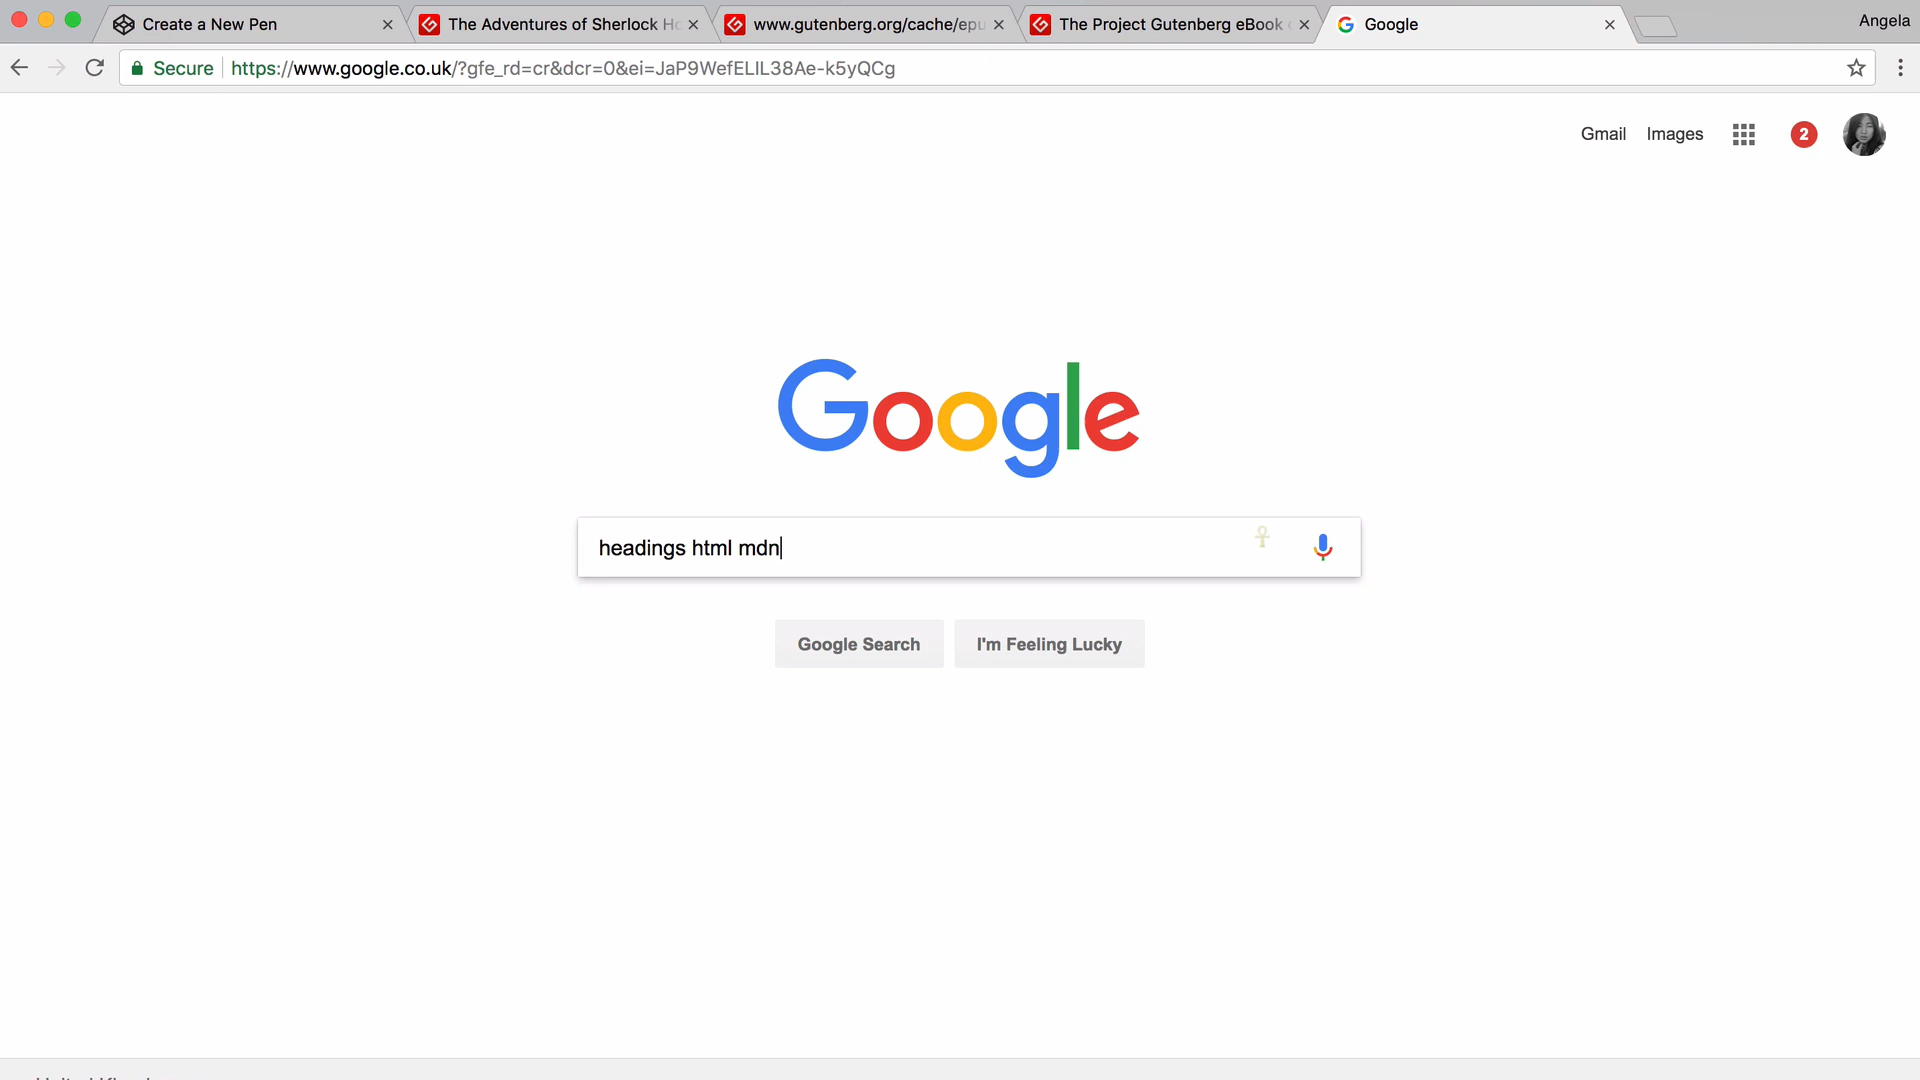 Create a New Pen
The Adventures of Sherlock
www.gutenberg.org/cache/epu
The Project Gutenberg eBook
Google
Angela
Secure
https://www.google.co.uk/?gfe_rd=cr&dcr=0&ei=JaP9WefELIL38Ae-k5yQCg
Gmail
Images
2
Google
headings html mdn
Google Search
I'm Feeling Lucky